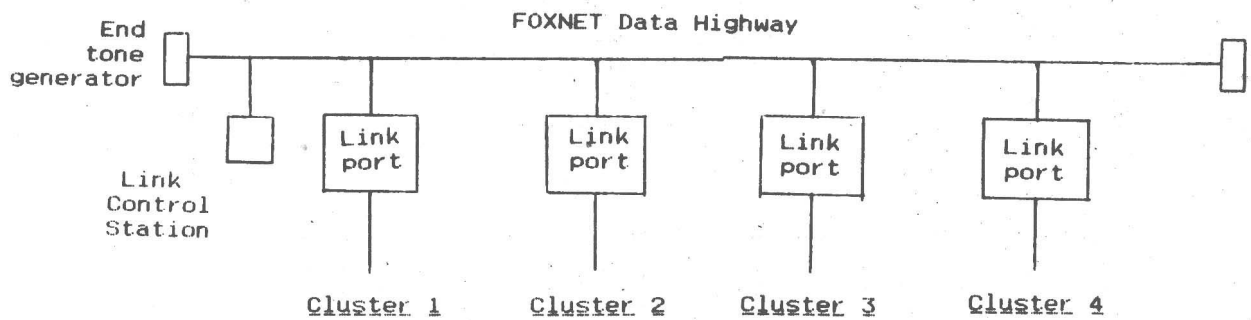 FOXNET Data Highway
End
tone
generator
Link
port
Link
port
Link
port
Link
port
Link
Control
Station
Cluster 1
Cluster 2
Cluster 3
Cluster 4